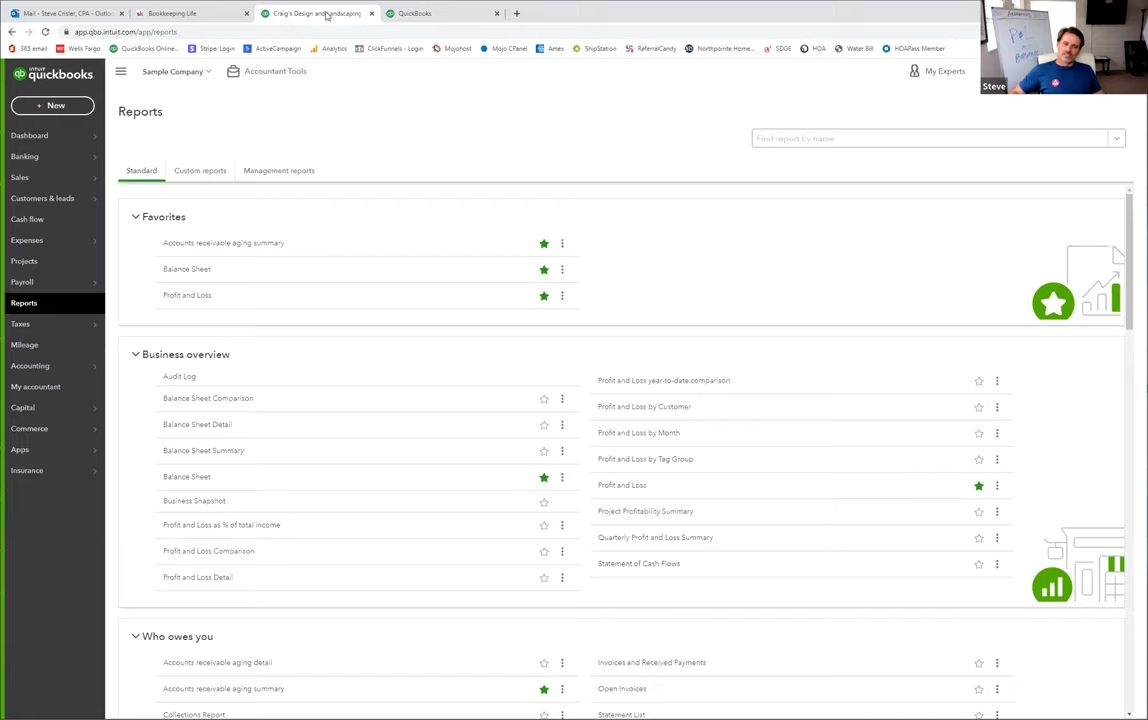 Mail - Steve Crisler, CPA - Outlo
Bookkeeping Life
Craig's Design and Landscaping
QuickBooks
app.qbo.intuit.com/app/reports
365 email
Wells Fargo
QuickBooks Online...
Stripe: Login
ActiveCampaign
Analytics
ClickFunnels - Login
Mojohost
Mojo CPanel
Amex
ShipStation
ReferralCandy
Northpointe Home...
SDGE
HOA
Water Bill
HOAPass Member
Steve
intuit
quickbooks
Sample Company
Accountant Tools
My Experts
+ New
Dashboard
Banking
Sales
Customers & leads
Cash flow
Expenses
Projects
Payroll
Reports
Taxes
Mileage
Accounting
My accountant
Capital
Commerce
Apps
Insurance
Reports
Find report by name
Standard
Custom reports
Management reports
Favorites
Accounts receivable aging summary
Balance Sheet
Profit and Loss
Business overview
Audit Log
Balance Sheet Comparison
Balance Sheet Detail
Balance Sheet Summary
Balance Sheet
Business Snapshot
Profit and Loss as % of total income
Profit and Loss Comparison
Profit and Loss Detail
Profit and Loss year-to-date comparison
Profit and Loss by Customer
Profit and Loss by Month
Profit and Loss by Tag Group
Profit and Loss
Project Profitability Summary
Quarterly Profit and Loss Summary
Statement of Cash Flows
Who owes you
Accounts receivable aging detail
Accounts receivable aging summary
Collections Report
Invoices and Received Payments
Open Invoices
Statement List